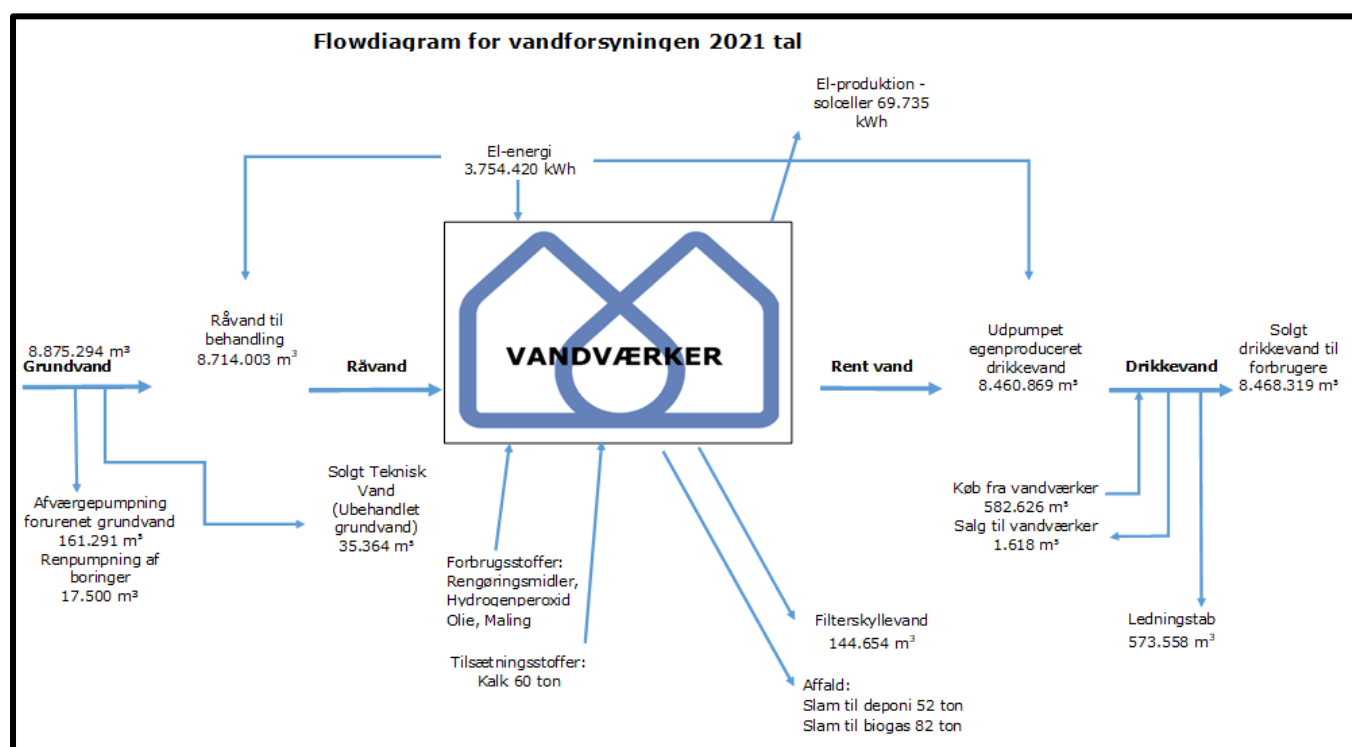 Flowdiagram for vandforsyningen 2021 tal
El-produktion -
solceller 69.735
kWh
El-energi
3.754.420 kWh
Råvand til
behandling
8.714.003 m³
8.875.294 m³
Grundvand
Råvand
VANDVÆRKER
Rent vand
Udpumpet
egenproduceret
drikkevand
8.460.869 m³
Drikkevand
Solgt
drikkevand til
forbrugere
8.468.319 m³
Afværgepumpning
forurenet grundvand
161.291 m³
Renpumpning af
boringer
17.500 m³
Solgt Teknisk
Vand
(Ubehandlet
grundvand)
35.364 m³
Forbrugsstoffer:
Rengøringsmidler,
Hydrogenperoxid
Olie, Maling
Tilsætningsstoffer:
Kalk 60 ton
Filterskyllevand
144.654 m³
Affald:
Slam til deponi 52 ton
Slam til biogas 82 ton
Køb fra vandværker
582.626 m³
Salg til vandværker
1.618 m³
Ledningstab
573.558 m³